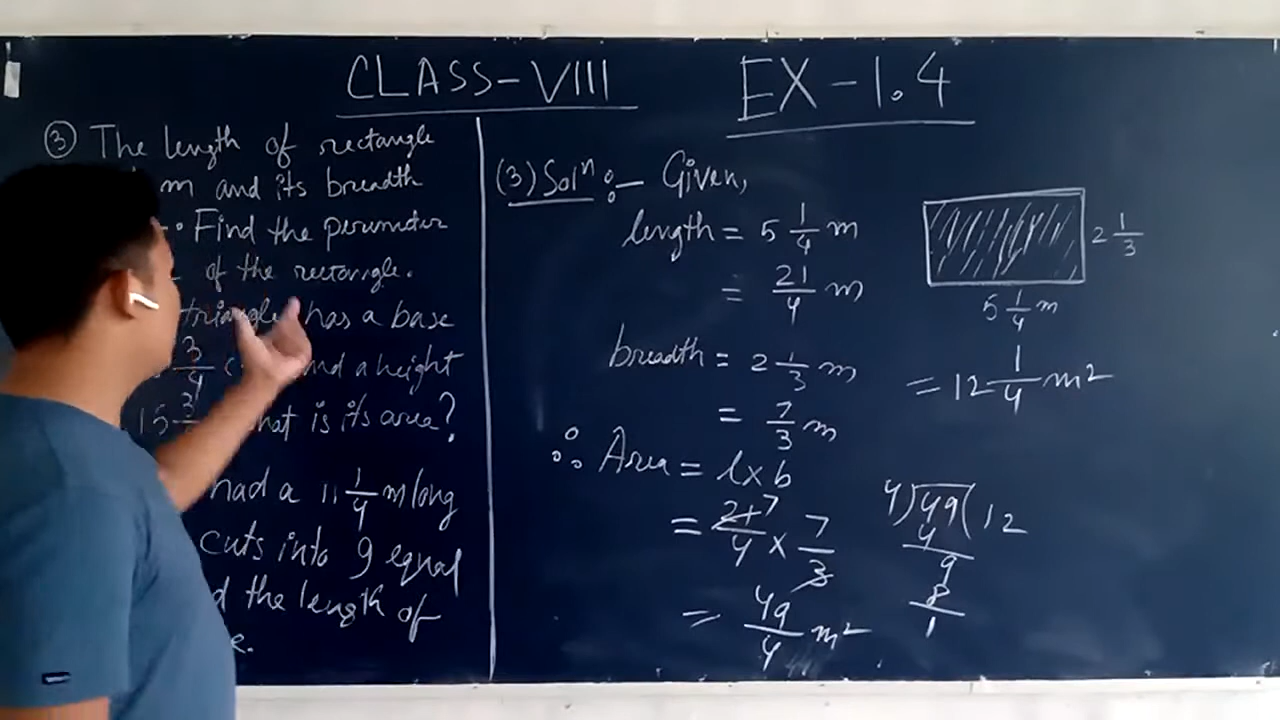 CLASS-VIII
EX-1.4
③ The length of rectangle
m and its breadth
Find the perimeter
of the rectangle.
triangle has a base
3/4 and a height
15 3/ is its area?
had a 11 1/4 m long
cuts into 9 equal
the length of
(3) Solⁿ :– Given,
length = 5 1/4 m
= 21/4 m
breadth = 2 1/3 m
= 7/3 m
∴ Area = l×b
= 21/4 7 × 7/3
= 49/4 m²
2 1/3
5 1/4 m
= 12 1/4 m²
4)49(12
4
9
8
1